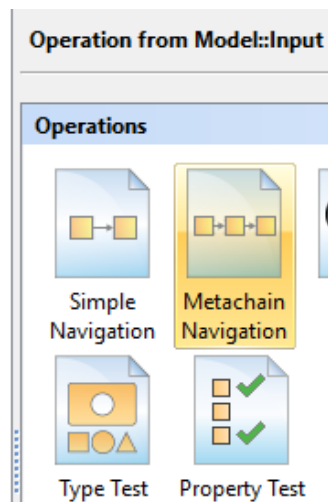 Operation from Model::Input
Operations
Simple
Navigation
Metachain
Navigation
Type Test
Property Test